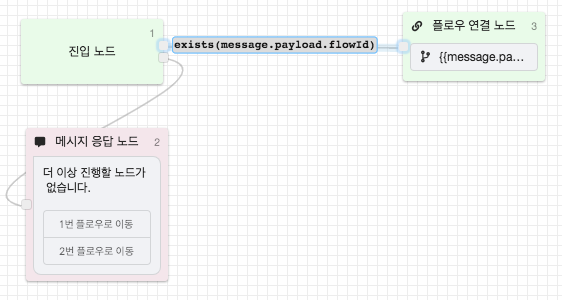 1
진입 노드
exists(message.payload.flowId)
플로우 연결 노드 3
{{message.pa...
메시지 응답 노드 2
더 이상 진행할 노드가
없습니다.
1번 플로우로 이동
2번 플로우로 이동